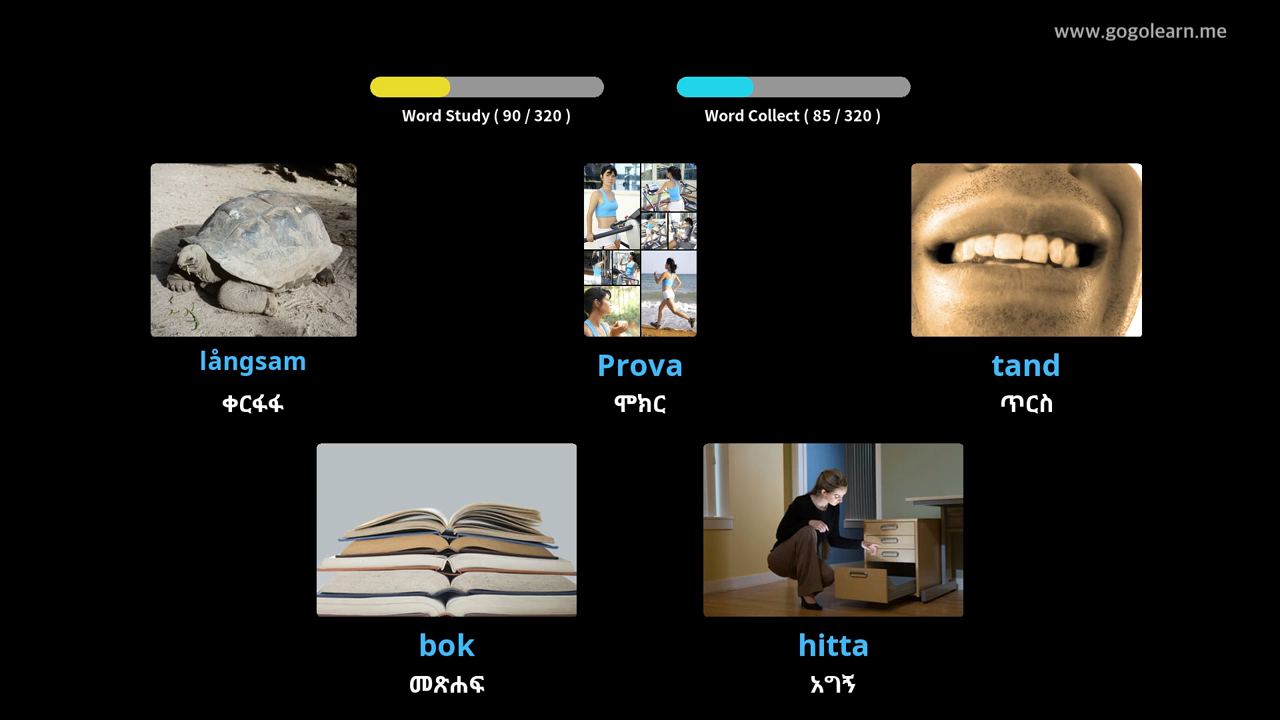 www.gogolearn.me
Word Study ( 90 / 320 )
Word Collect ( 85 / 320 )
långsam
ቀርፋፋ
Prova
ሞክር
tand
ጥርስ
bok
መጽሐፍ
hitta
አግኝ